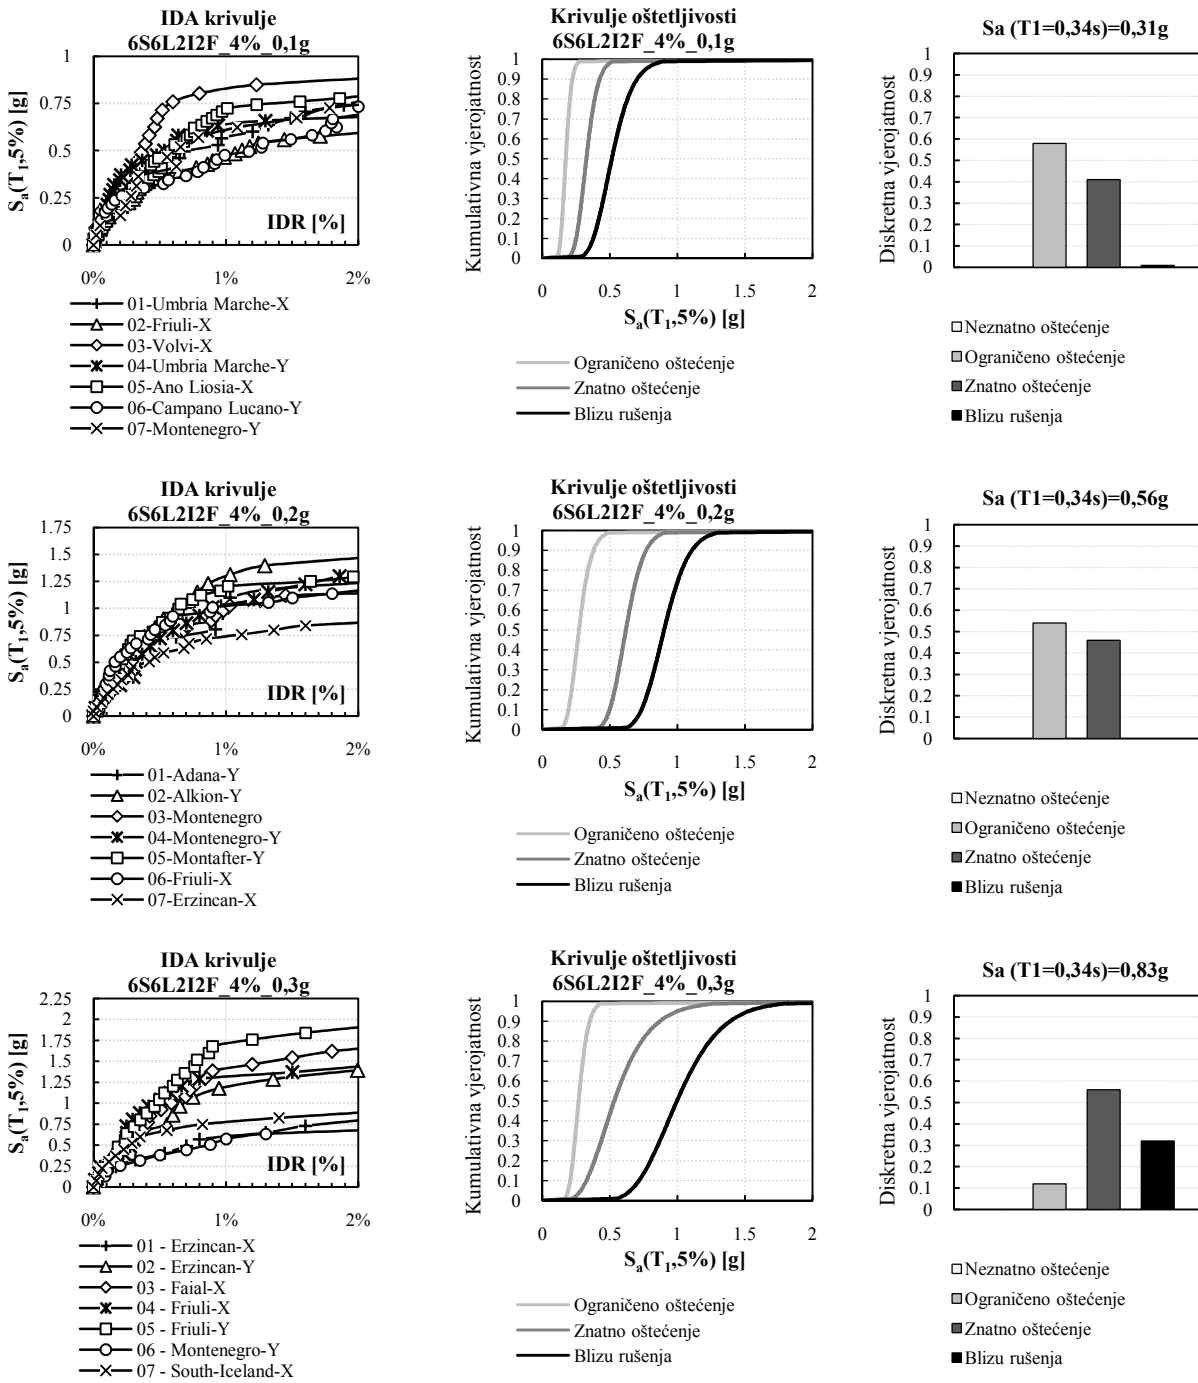 IDA krivulje
6S6L2I2F_4%_0,1g
1
0.75
0.5
0.25
0
Sa(T1,5%) [g]
IDR [%]
0%
1%
2%
01-Umbria Marche-X
02-Friuli-X
03-Volvi-X
04-Umbria Marche-Y
05-Ano Liosia-X
06-Campano Lucano-Y
07-Montenegro-Y
Krivulje oštetljivosti
6S6L2I2F_4%_0,1g
Kumulativna vjerojatnost
1
0.9
0.8
0.7
0.6
0.5
0.4
0.3
0.2
0.1
0
0
0.5
1
1.5
2
Sa(T1,5%) [g]
Ograničeno oštećenje
Znatno oštećenje
Blizu rušenja
Sa (T1=0,34s)=0,31g
Diskretna vjerojatnost
1
0.9
0.8
0.7
0.6
0.5
0.4
0.3
0.2
0.1
0
Neznatno oštećenje
Ograničeno oštećenje
Znatno oštećenje
Blizu rušenja
IDA krivulje
6S6L2I2F_4%_0,2g
1.75
1.5
1.25
1
0.75
0.5
0.25
0
Sa(T1,5%) [g]
IDR [%]
0%
1%
2%
01-Adana-Y
02-Alkion-Y
03-Montenegro
04-Montenegro-Y
05-Montafter-Y
06-Friuli-X
07-Erzincan-X
Krivulje oštetljivosti
6S6L2I2F_4%_0,2g
Kumulativna vjerojatnost
1
0.9
0.8
0.7
0.6
0.5
0.4
0.3
0.2
0.1
0
0
0.5
1
1.5
2
Sa(T1,5%) [g]
Ograničeno oštećenje
Znatno oštećenje
Blizu rušenja
Sa (T1=0,34s)=0,56g
Diskretna vjerojatnost
1
0.9
0.8
0.7
0.6
0.5
0.4
0.3
0.2
0.1
0
Neznatno oštećenje
Ograničeno oštećenje
Znatno oštećenje
Blizu rušenja
IDA krivulje
6S6L2I2F_4%_0,3g
2.25
2
1.75
1.5
1.25
1
0.75
0.5
0.25
0
Sa(T1,5%) [g]
IDR [%]
0%
1%
2%
01 - Erzincan-X
02 - Erzincan-Y
03 - Faial-X
04 - Friuli-X
05 - Friuli-Y
06 - Montenegro-Y
07 - South-Iceland-X
Krivulje oštetljivosti
6S6L2I2F_4%_0,3g
Kumulativna vjerojatnost
1
0.9
0.8
0.7
0.6
0.5
0.4
0.3
0.2
0.1
0
0
0.5
1
1.5
2
Sa(T1,5%) [g]
Ograničeno oštećenje
Znatno oštećenje
Blizu rušenja
Sa (T1=0,34s)=0,83g
Diskretna vjerojatnost
1
0.9
0.8
0.7
0.6
0.5
0.4
0.3
0.2
0.1
0
Neznatno oštećenje
Ograničeno oštećenje
Znatno oštećenje
Blizu rušenja